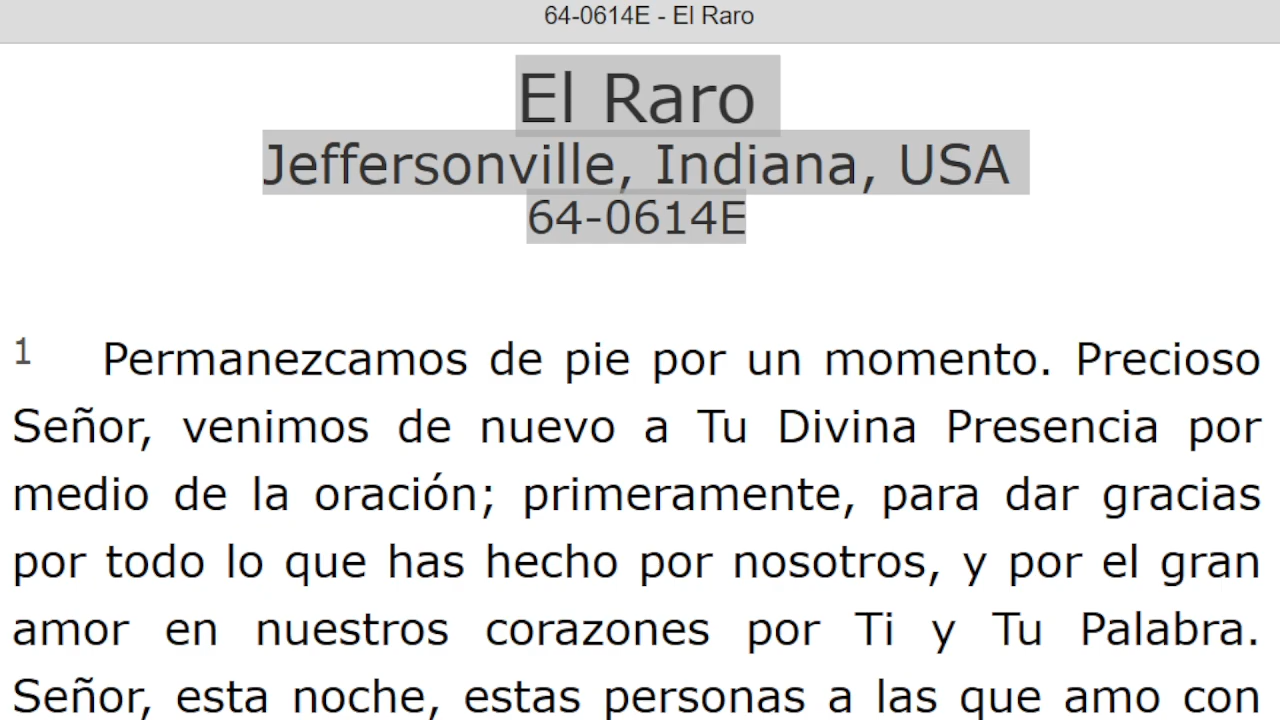 64-0614E - El Raro
El Raro
Jeffersonville, Indiana, USA
64-0614E
1 Permanezcamos de pie por un momento. Precioso
Señor, venimos de nuevo a Tu Divina Presencia por
medio de la oración; primeramente, para dar gracias
por todo lo que has hecho por nosotros, y por el gran
amor en nuestros corazones por Ti y Tu Palabra.
Señor, esta noche, estas personas a las que amo con